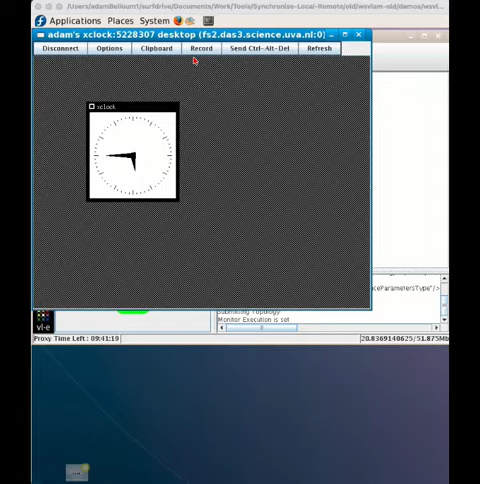 adamBelloum1/surfdrive/Documents/Work/Tools/Synchronise-Local-Remote/old/wsvlam-old/demos/wsvl...
Applications Places System
adam's xclock:5228307 desktop (fs2.das3.science.uva.nl:0)
Disconnect Options Clipboard Record Send Ctrl-Alt-Del Refresh
xclock
ceParametersType"/>
Submitting Topology
Monitor Execution is set
vl-e
Proxy Time Left : 09:41:19
20.8369140625/51.875Mb